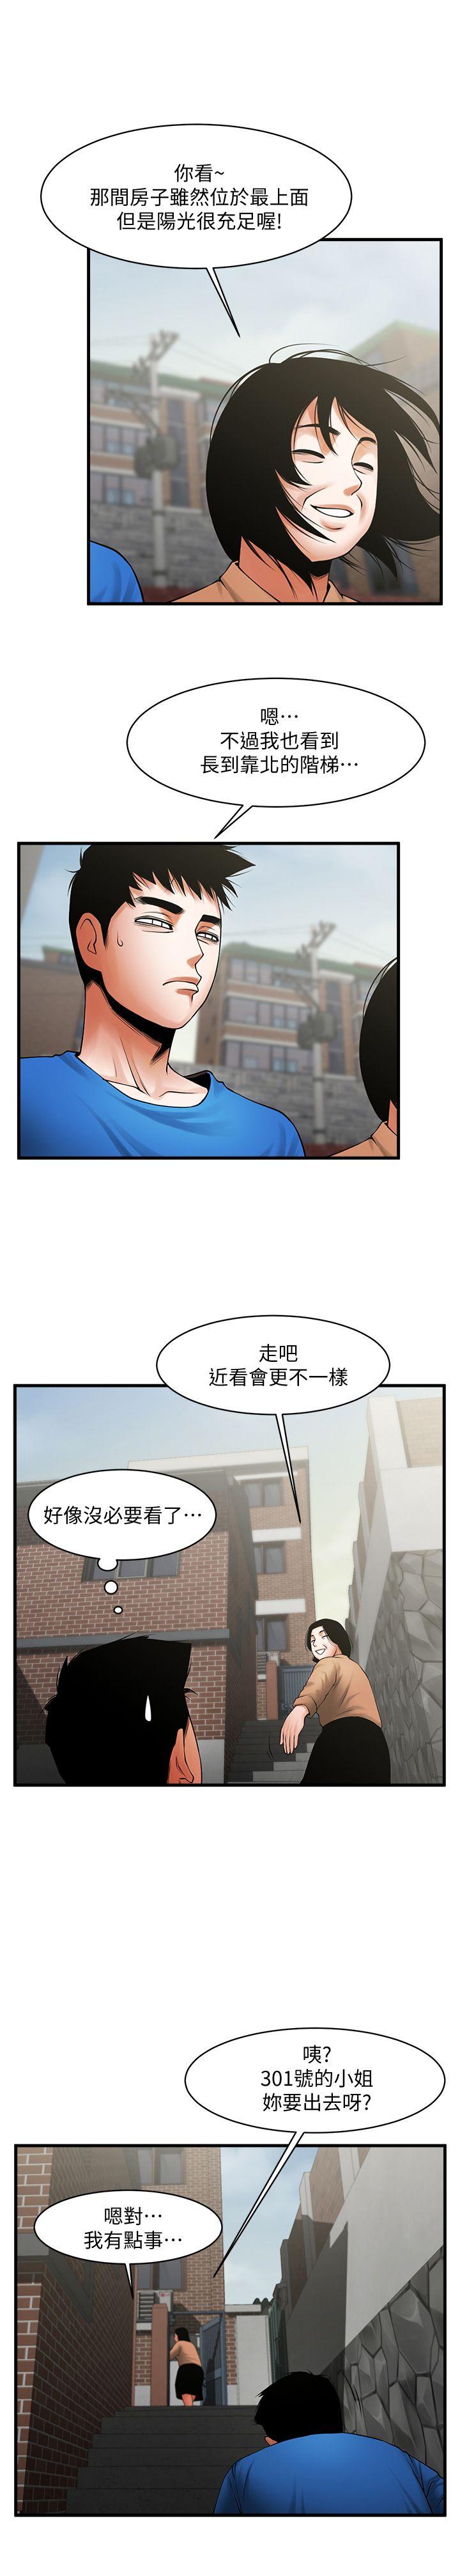 你看~
那間房子雖然位於最上面
但是陽光很充足喔!
嗯⋯
不過我也看到
長到靠北的階梯⋯
走吧
近看會更不一樣
好像沒必要看了⋯
咦?
301號的小姐
妳要出去呀?
嗯對⋯
我有點事⋯